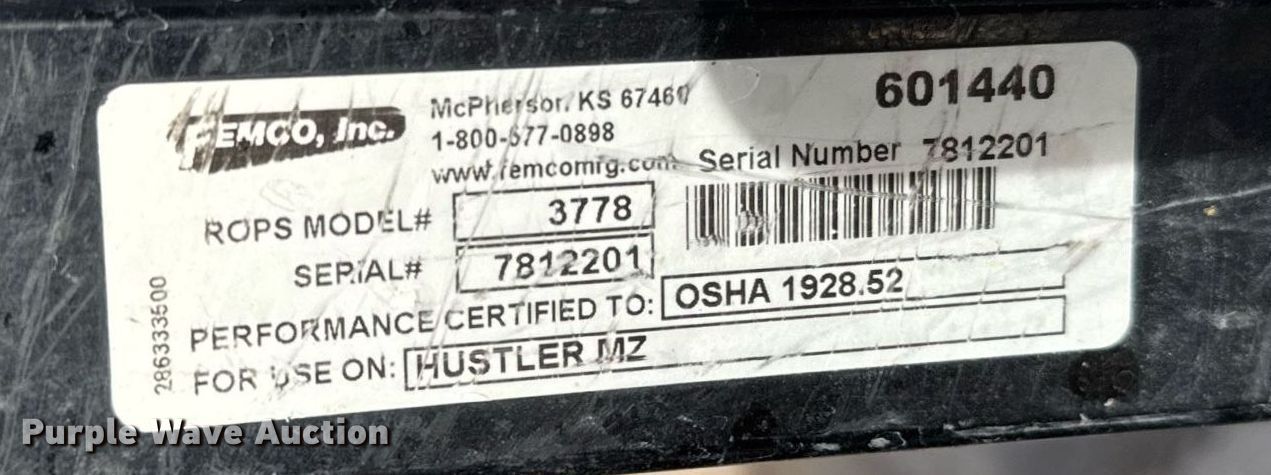 FEMCO, Inc.
McPherson, KS 67460
1-800-677-0898
www.femcomfg.com
601440
Serial Number 7812201
ROPS MODEL# 3778
SERIAL# 7812201
PERFORMANCE CERTIFIED TO: OSHA 1928.52
FOR USE ON: HUSTLER MZ
2863333500
Purple Wave Auction